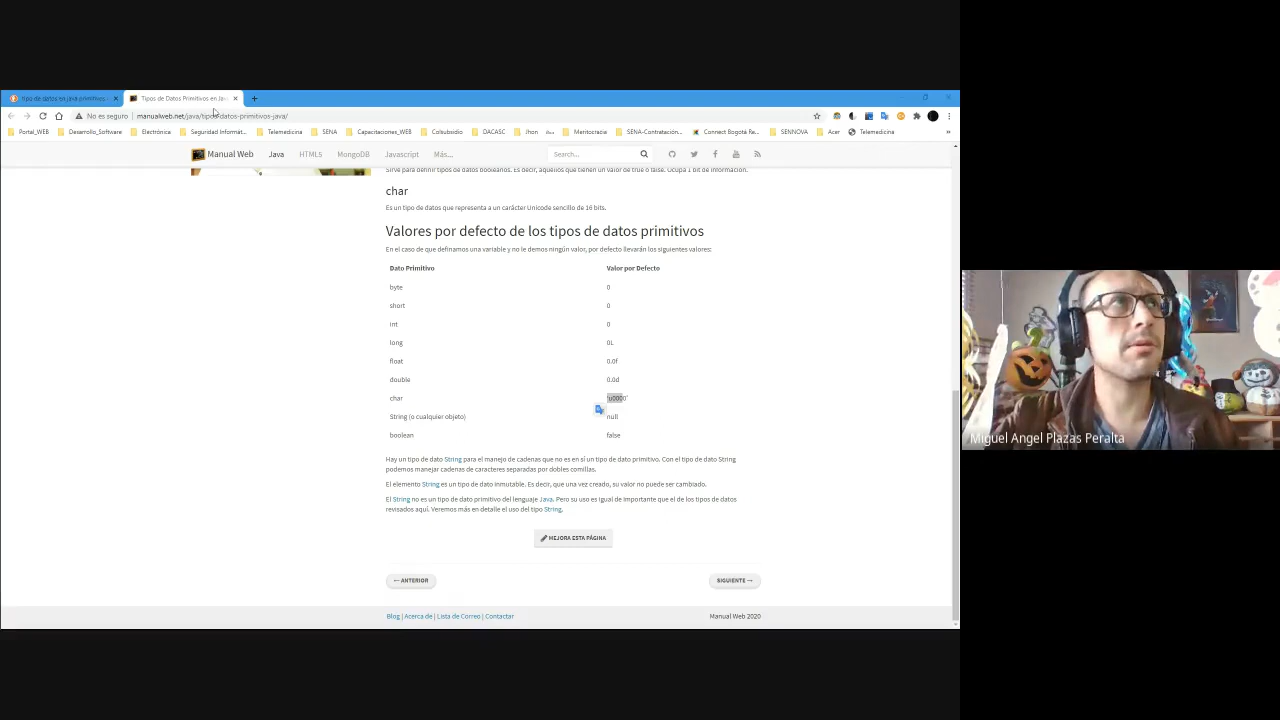 tipo de datos en java primitivos
Tipos de Datos Primitivos en Jav
No es seguro
manualweb.net/java/tipos-datos-primitivos-java/
Portal_WEB
Desarrollo_Software
Electrónica
Seguridad Informát...
Telemedicina
SENA
Capacitaciones_WEB
Colsubsidio
DACASC
Jhon
Meritocracia
SENA-Contratación...
Connect Bogotá Re...
SENNOVA
Acer
Telemedicina
Manual Web
Java
HTML5
MongoDB
Javascript
Más...
Search...
Sirve para definir tipos de datos booleanos. Es decir, aquellos que tienen un valor de true o false. Ocupa 1 bit de información.
char
Es un tipo de datos que representa a un carácter Unicode sencillo de 16 bits.
Valores por defecto de los tipos de datos primitivos
En el caso de que definamos una variable y no le demos ningún valor, por defecto llevarán los siguientes valores:
Dato Primitivo Valor por Defecto
byte 0
short 0
int 0
long 0L
float 0.0f
double 0.0d
char 'u0000'
String (o cualquier objeto) null
boolean false
Hay un tipo de dato String para el manejo de cadenas que no es en sí un tipo de dato primitivo. Con el tipo de dato String
podemos manejar cadenas de caracteres separadas por dobles comillas.
El elemento String es un tipo de dato inmutable. Es decir, que una vez creado, su valor no puede ser cambiado.
El String no es un tipo de dato primitivo del lenguaje Java. Pero su uso es igual de importante que el de los tipos de datos
revisados aquí. Veremos más en detalle el uso del tipo String.
MEJORA ESTA PÁGINA
← ANTERIOR
SIGUIENTE →
Blog | Acerca de | Lista de Correo | Contactar
Manual Web 2020
Miguel Angel Plazas Peralta